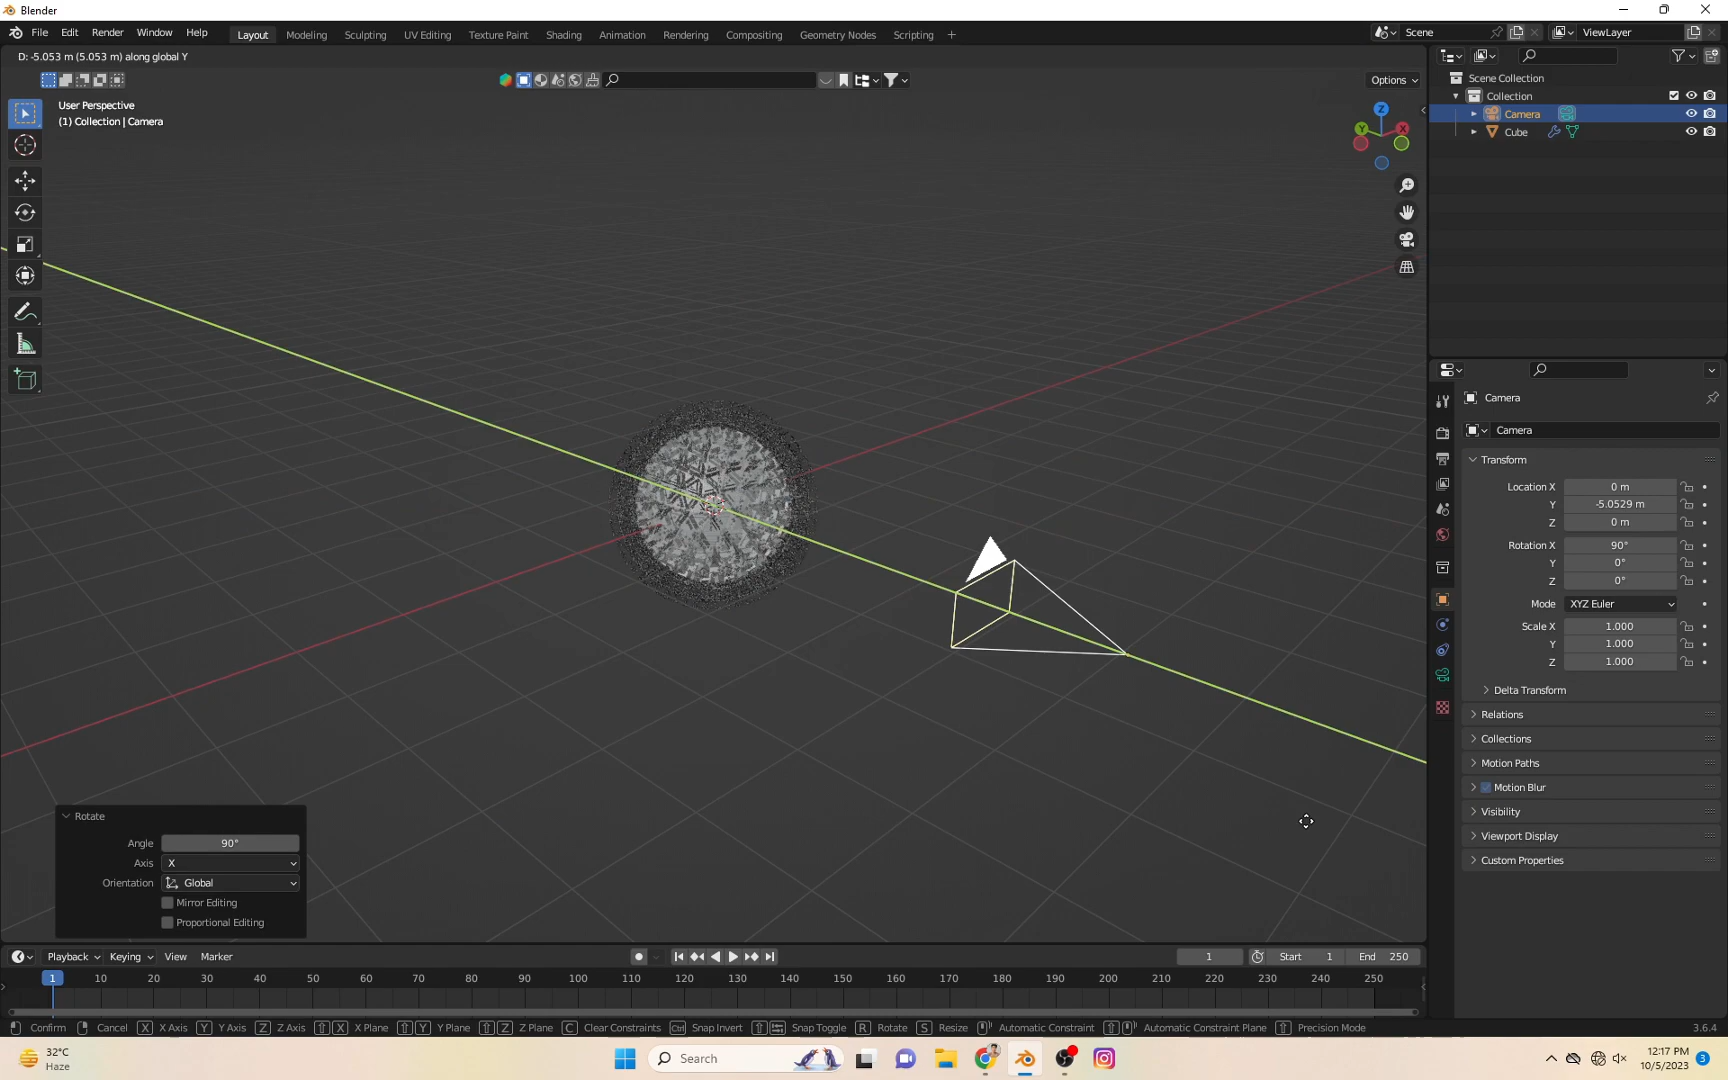 Blender
File Edit Render Window Help Layout Modeling Sculpting UV Editing Texture Paint Shading Animation Rendering Compositing Geometry Nodes Scripting + Scene ViewLayer
D: -5.053 m (5.053 m) along global Y
Options
User Perspective
(1) Collection | Camera
Z
Y X
Scene Collection
Collection
Camera
Cube
Camera
Camera
Transform
Location X 0 m
Y -5.0529 m
Z 0 m
Rotation X 90°
Y 0°
Z 0°
Mode XYZ Euler
Scale X 1.000
Y 1.000
Z 1.000
Delta Transform
Relations
Collections
Motion Paths
Motion Blur
Visibility
Viewport Display
Custom Properties
Rotate
Angle 90°
Axis X
Orientation Global
Mirror Editing
Proportional Editing
Playback Keying View Marker 1 Start 1 End 250
1 10 20 30 40 50 60 70 80 90 100 110 120 130 140 150 160 170 180 190 200 210 220 230 240 250
Confirm Cancel X X Axis Y Y Axis Z Z Axis X X Plane Y Y Plane Z Z Plane C Clear Constraints Ctrl Snap Invert Snap Toggle R Rotate S Resize Automatic Constraint Automatic Constraint Plane Precision Mode 3.6.4
32°C
Haze
Search
12:17 PM
10/5/2023
3